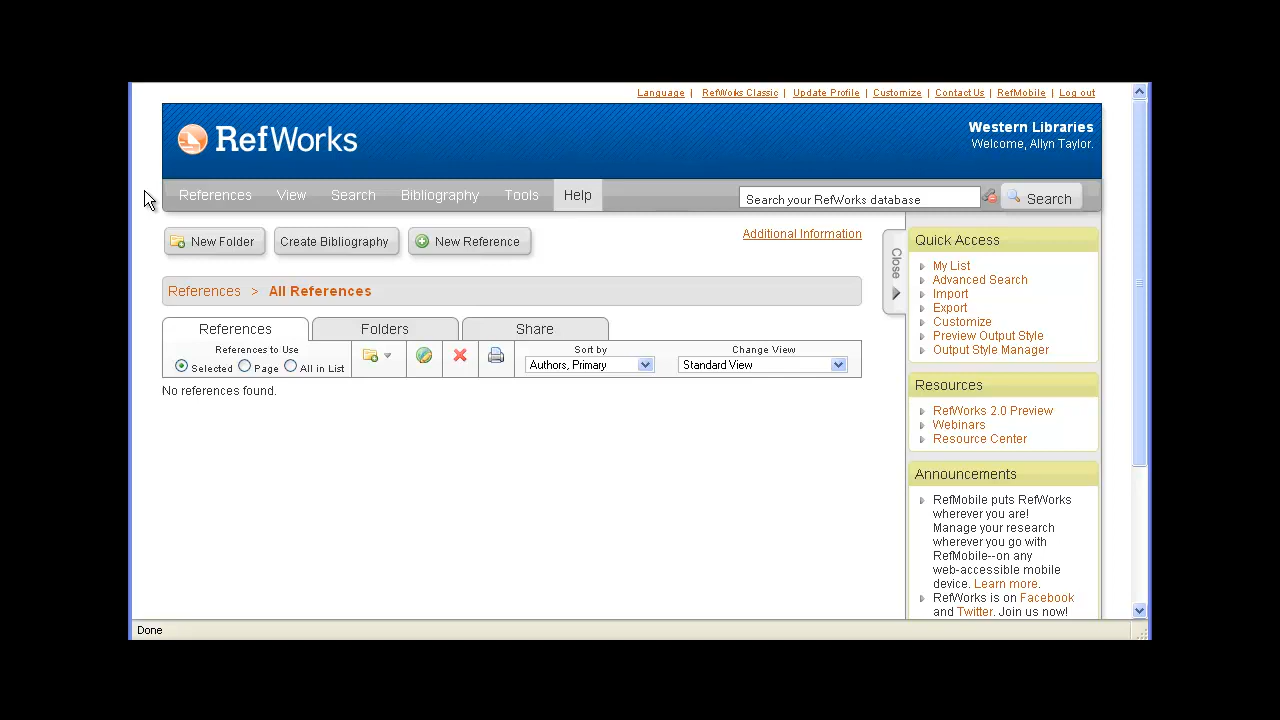 Language | RefWorks Classic | Update Profile | Customize | Contact Us | RefMobile | Log out
RefWorks
Western Libraries
Welcome, Allyn Taylor.
References View Search Bibliography Tools Help
Search your RefWorks database
Search
New Folder
Create Bibliography
New Reference
Additional Information
References > All References
References
Folders
Share
References to Use
Selected Page All in List
Sort by
Authors, Primary
Change View
Standard View
No references found.
Close
Quick Access
My List
Advanced Search
Import
Export
Customize
Preview Output Style
Output Style Manager
Resources
RefWorks 2.0 Preview
Webinars
Resource Center
Announcements
RefMobile puts RefWorks
wherever you are!
Manage your research
wherever you go with
RefMobile--on any
web-accessible mobile
device. Learn more.
RefWorks is on Facebook
and Twitter. Join us now!
Done